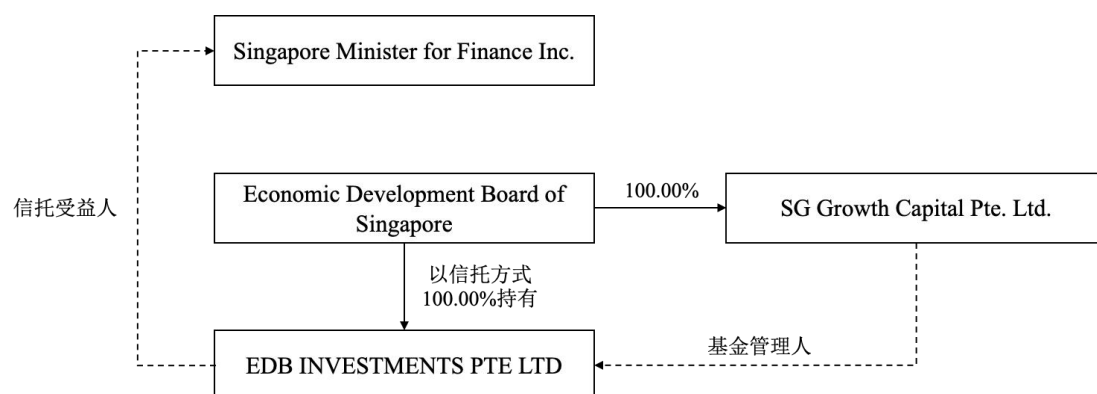 Singapore Minister for Finance Inc.
信托受益人
Economic Development Board of
Singapore
100.00%
SG Growth Capital Pte. Ltd.
以信托方式
100.00%持有
EDB INVESTMENTS PTE LTD
基金管理人